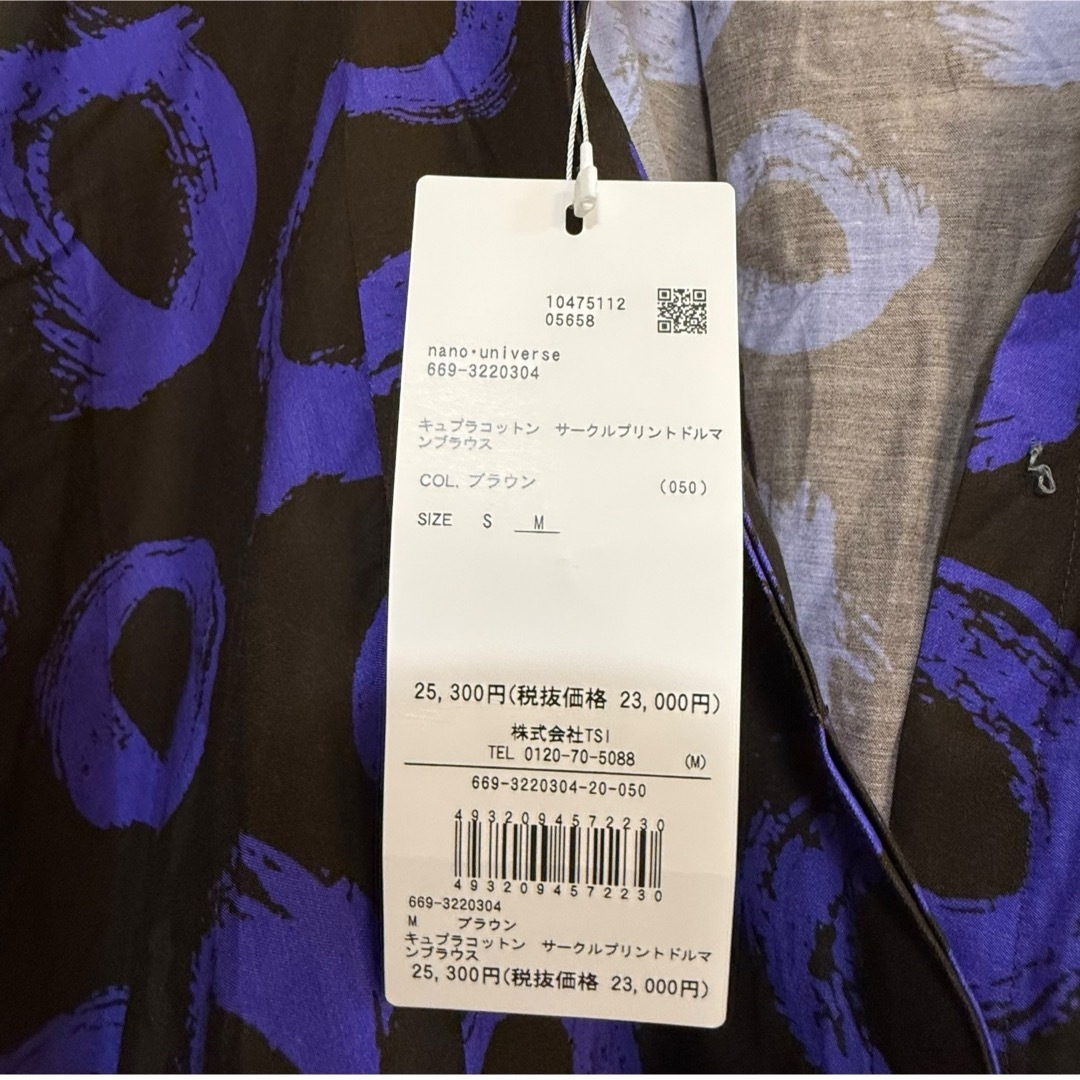 10475112
05658
nano・universe
669-3220304
キュプラコットン　サークルプリントドルマ
ンブラウス
COL. ブラウン (050)
SIZE S M
25,300円(税抜価格 23,000円)
株式会社TSI
TEL 0120-70-5088 (M)
669-3220304-20-050
4932094572230
4932094572230
669-3220304
M ブラウン
キュプラコットン　サークルプリントドルマ
ンブラウス
25,300円(税抜価格 23,000円)